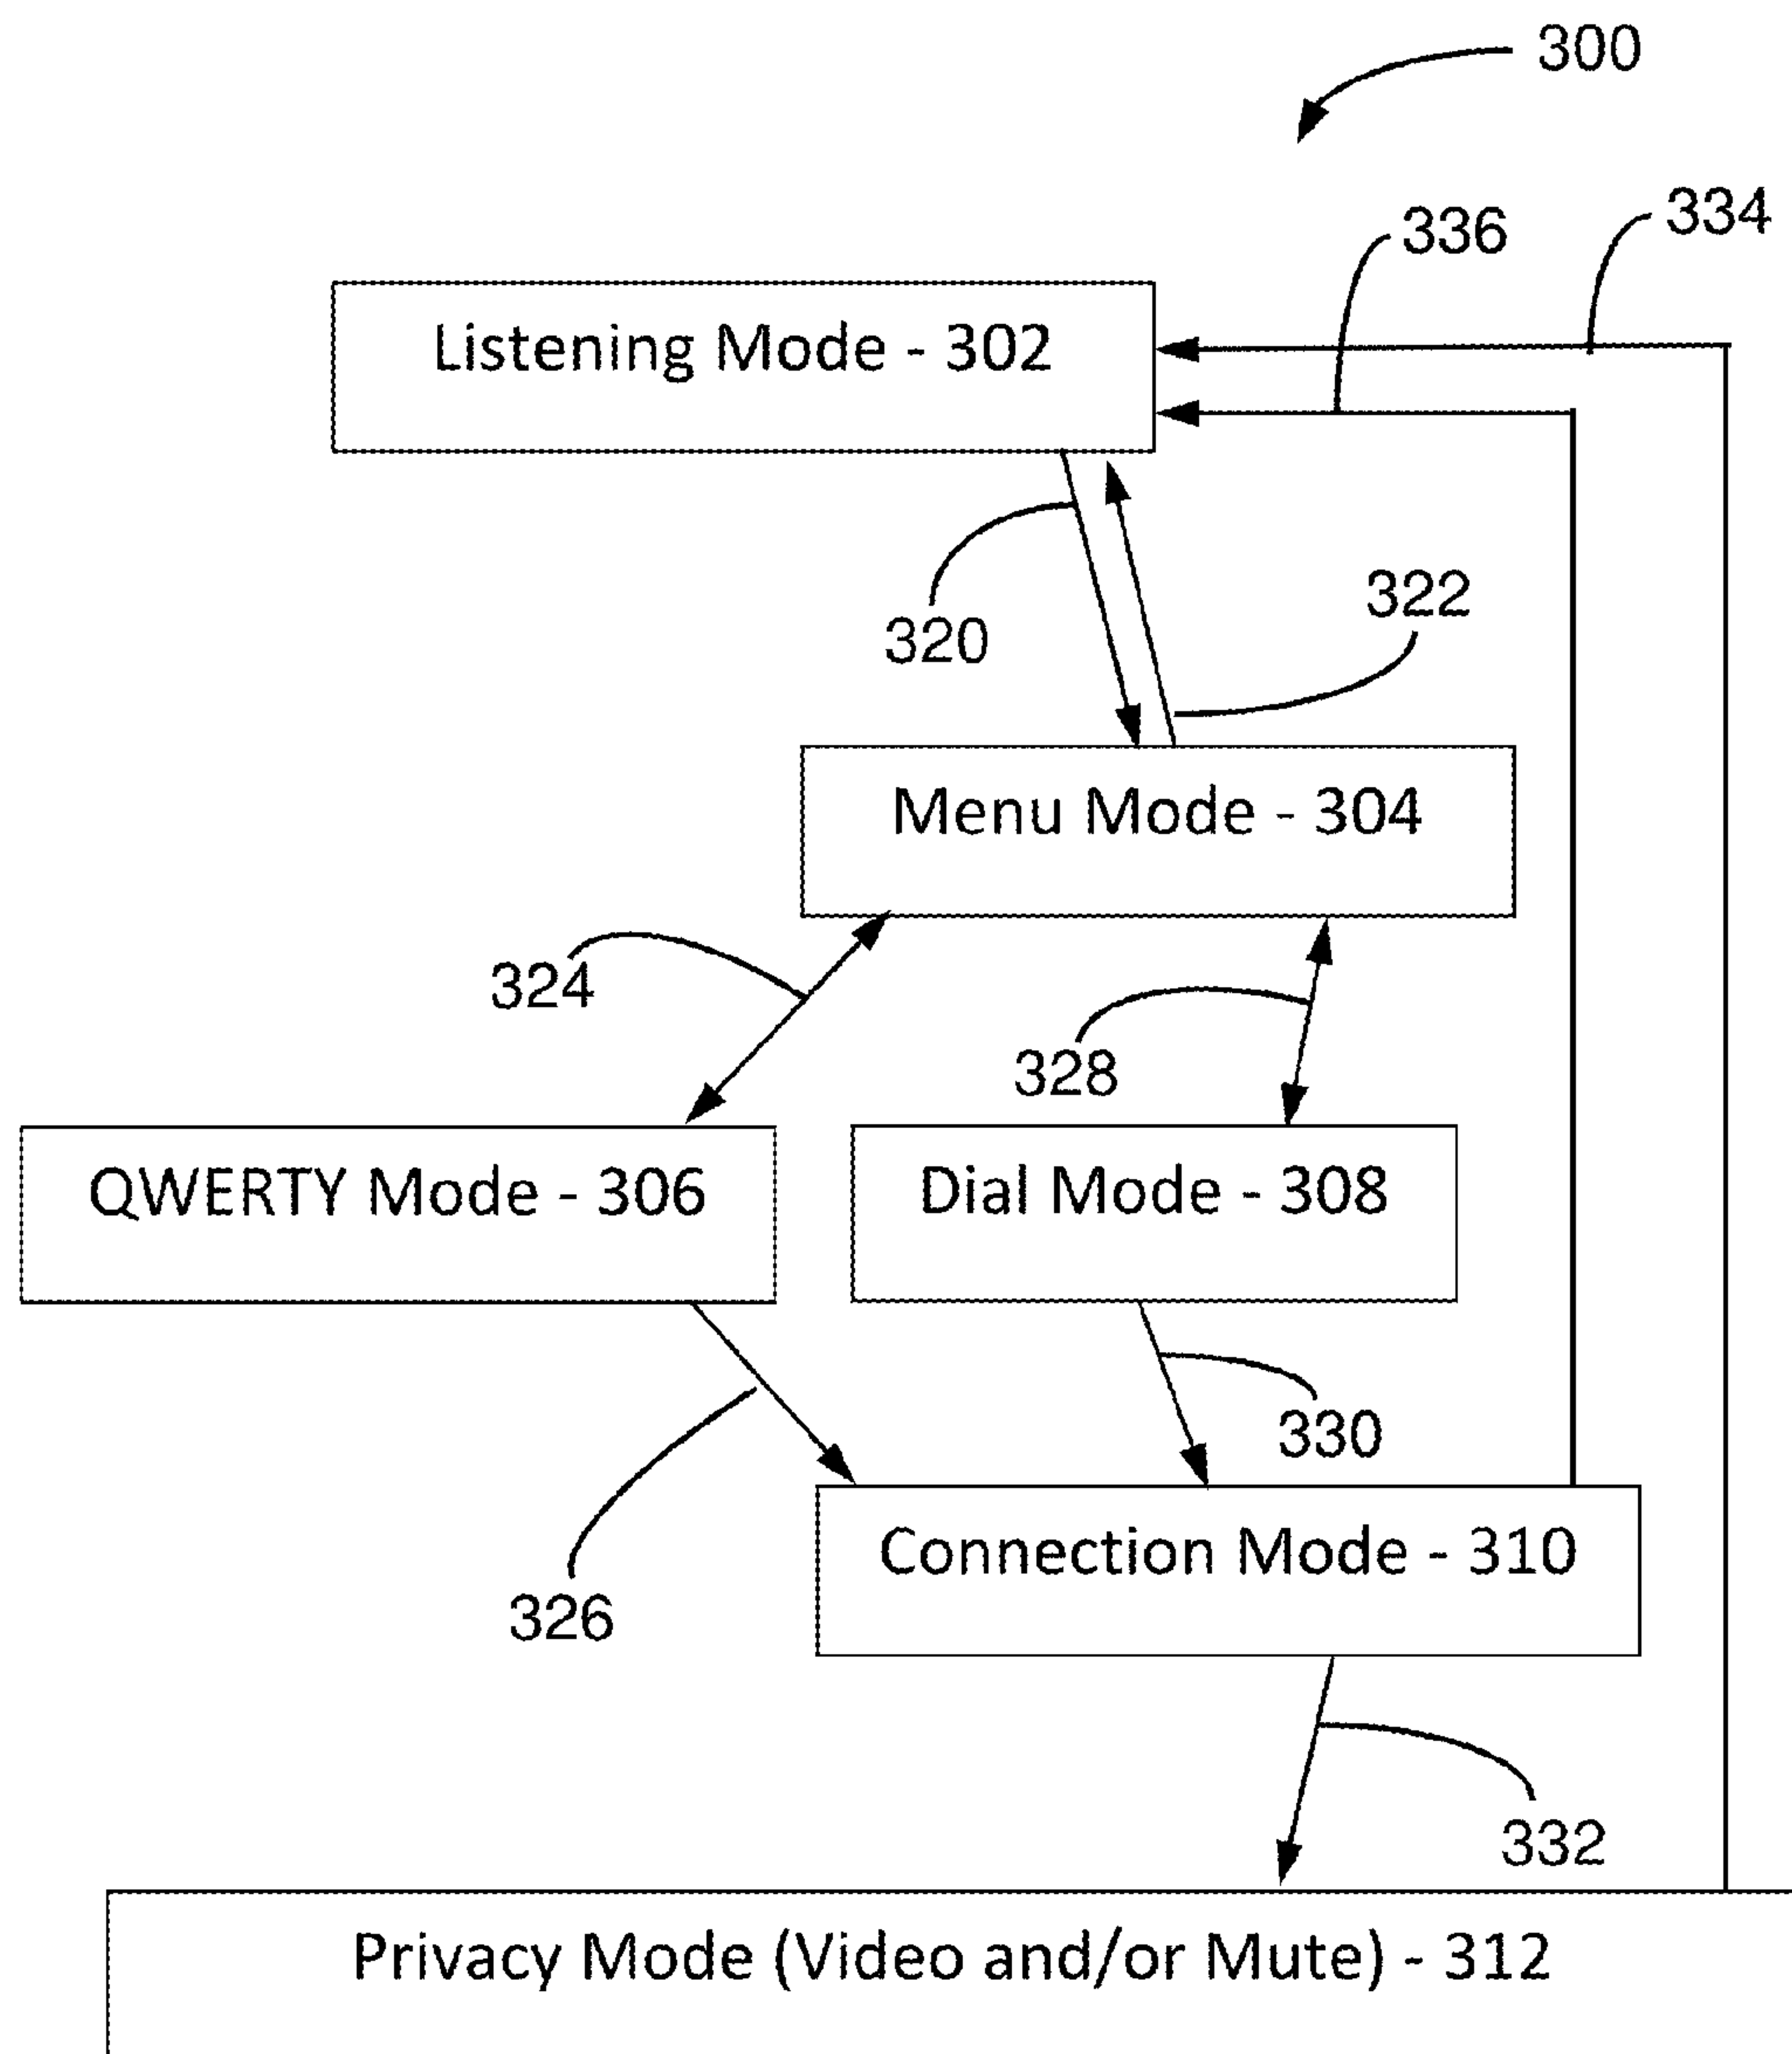 300
334
336
Listening Mode - 302
320
322
Menu Mode - 304
324
328
QWERTY Mode - 306
Dial Mode - 308
330
326
Connection Mode - 310
332
Privacy Mode (Video and/or Mute) - 312